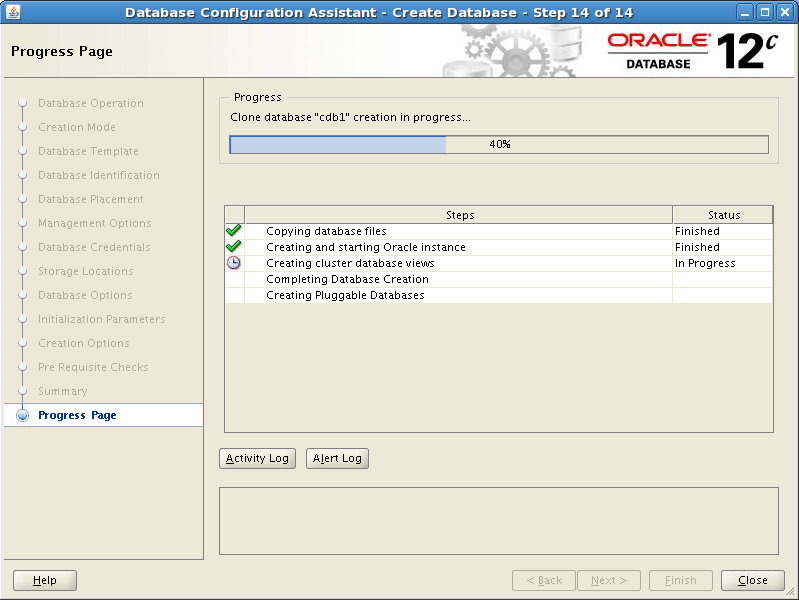 Database Configuration Assistant - Create Database - Step 14 of 14
Progress Page
ORACLE®
DATABASE 12c
Database Operation
Creation Mode
Database Template
Database Identification
Database Placement
Management Options
Database Credentials
Storage Locations
Database Options
Initialization Parameters
Creation Options
Pre Requisite Checks
Summary
Progress Page
Progress
Clone database "cdb1" creation in progress...
40%
Steps Status
Copying database files Finished
Creating and starting Oracle instance Finished
Creating cluster database views In Progress
Completing Database Creation
Creating Pluggable Databases
Activity Log Alert Log
Help < Back Next > Finish Close